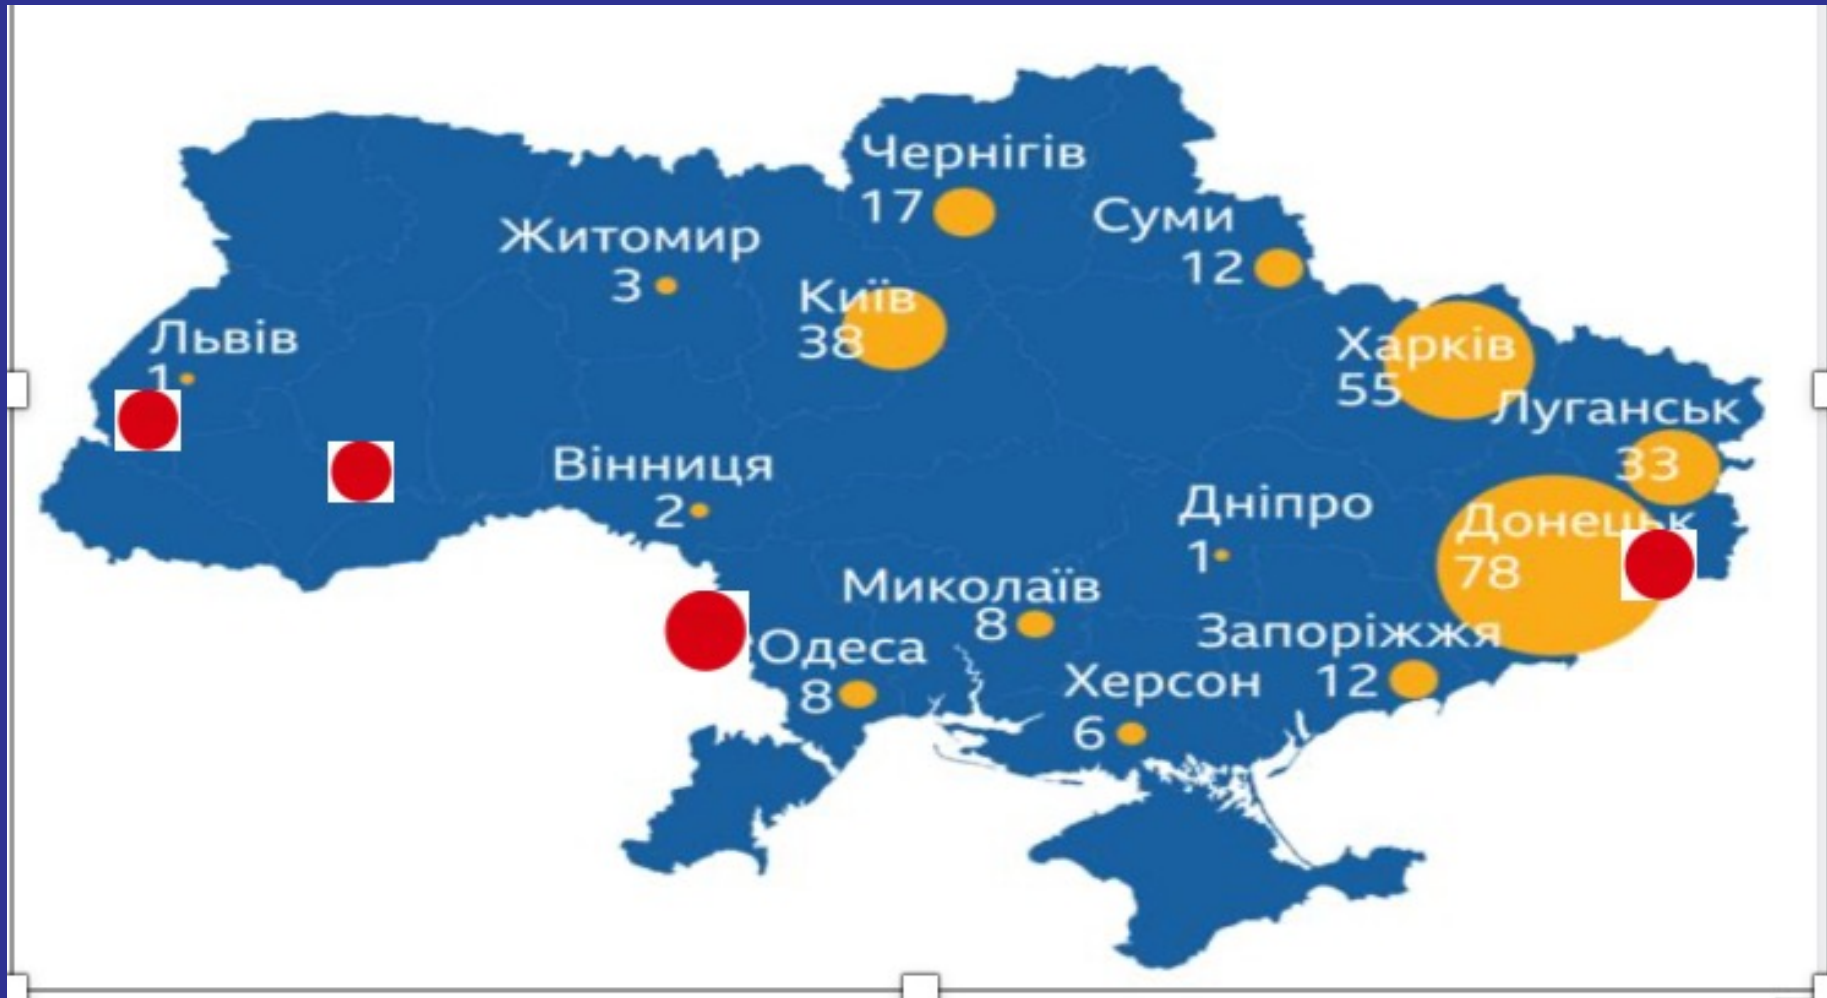 Чернігів
17
Суми
12
Житомир
3
Київ
38
Львів
1
Харків
55
Луганськ
33
Вінниця
2
Дніпро
1
Донецьк
78
Миколаїв
8
Запоріжжя
12
Одеса
8
Херсон
6